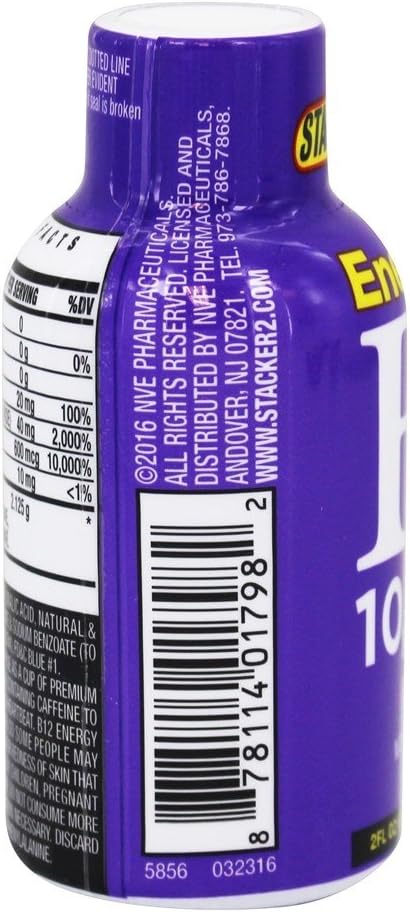 DOTTED LINE
EVIDENT
seal is broken
FACTS
SERVING %DV
0
0g 0%
0g
20 mg 100%
40 mg 2,000%
600 mcg 10,000%
10 mg <1%
2.125g *
ACID, NATURAL &
SODIUM BENZOATE (TO
BLUE #1.
AS A CUP OF PREMIUM
CAFFEINE TO
B12 ENERGY
SOME PEOPLE MAY
OF SKIN THAT
PREGNANT
NOT CONSUME MORE
NECESSARY. DISCARD
©2016 NVE PHARMACEUTICALS.
ALL RIGHTS RESERVED. LICENSED AND
DISTRIBUTED BY NVE PHARMACEUTICALS,
ANDOVER, NJ 07821. TEL. 973-786-7868.
WWW.STACKER2.COM
8 78114 01798 2
5856 032316
STA
En
10
2FL